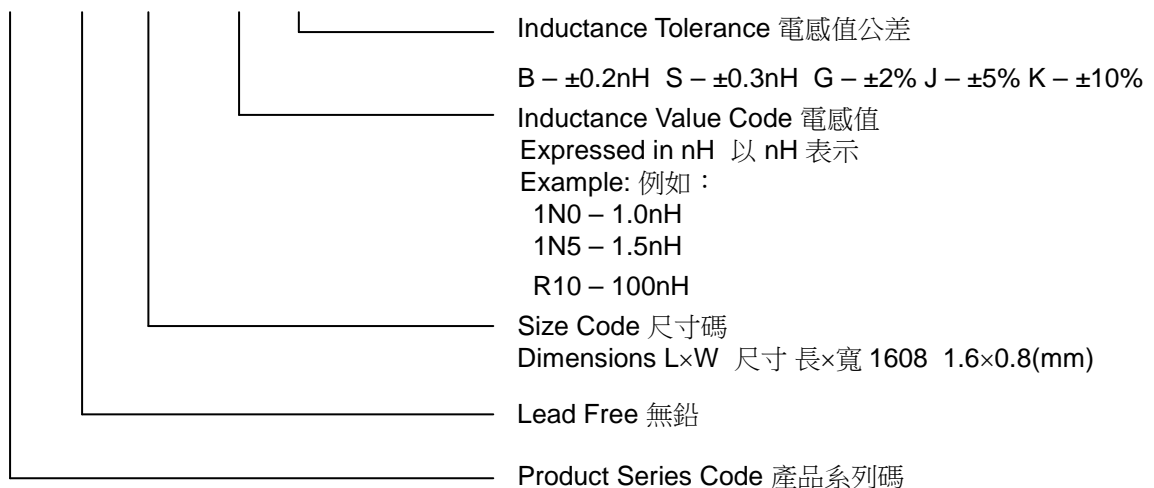 Inductance Tolerance 電感值公差
B – ±0.2nH S – ±0.3nH G – ±2% J – ±5% K – ±10%
Inductance Value Code 電感值
Expressed in nH 以 nH 表示
Example: 例如：
1N0 – 1.0nH
1N5 – 1.5nH
R10 – 100nH
Size Code 尺寸碼
Dimensions L×W 尺寸 長×寬 1608 1.6×0.8(mm)
Lead Free 無鉛
Product Series Code 產品系列碼